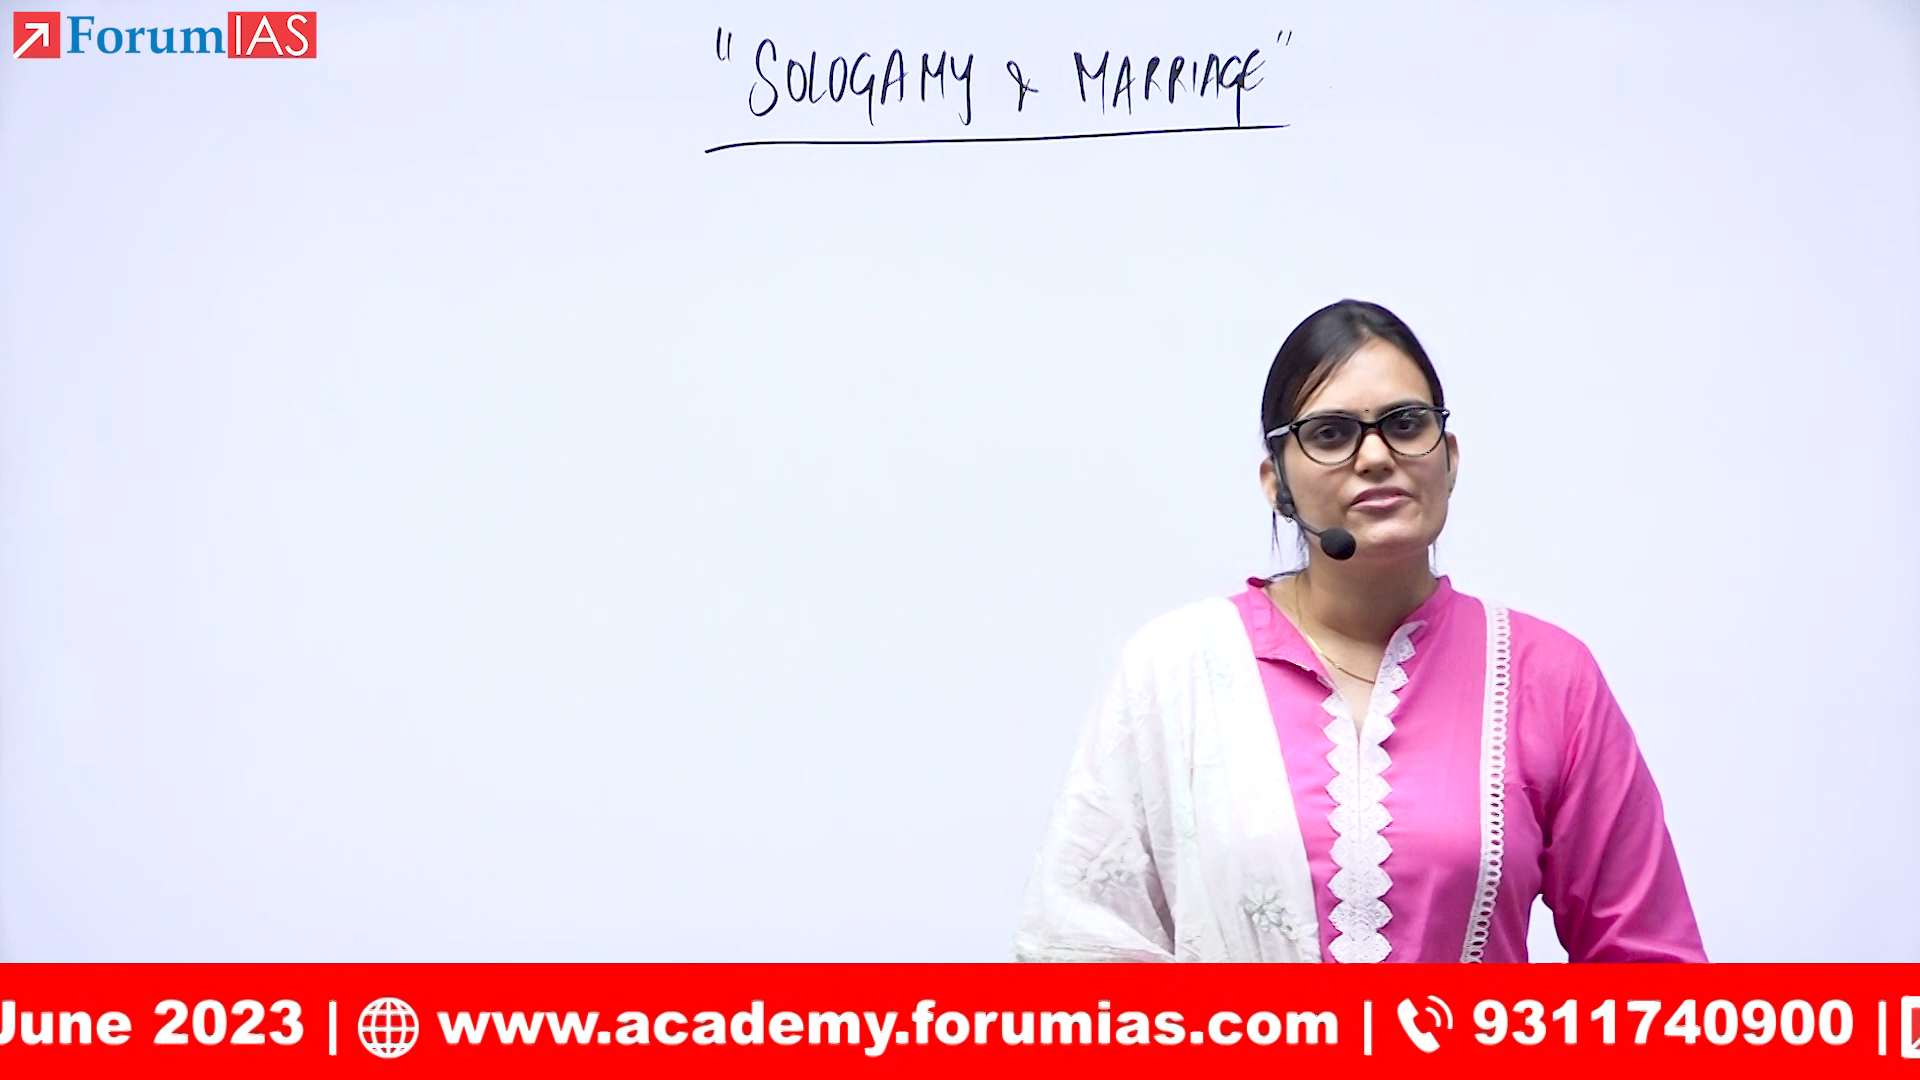 ForumIAS
"SOLOGAMY & MARRIAGE"
June 2023 | www.academy.forumias.com | 9311740900 |